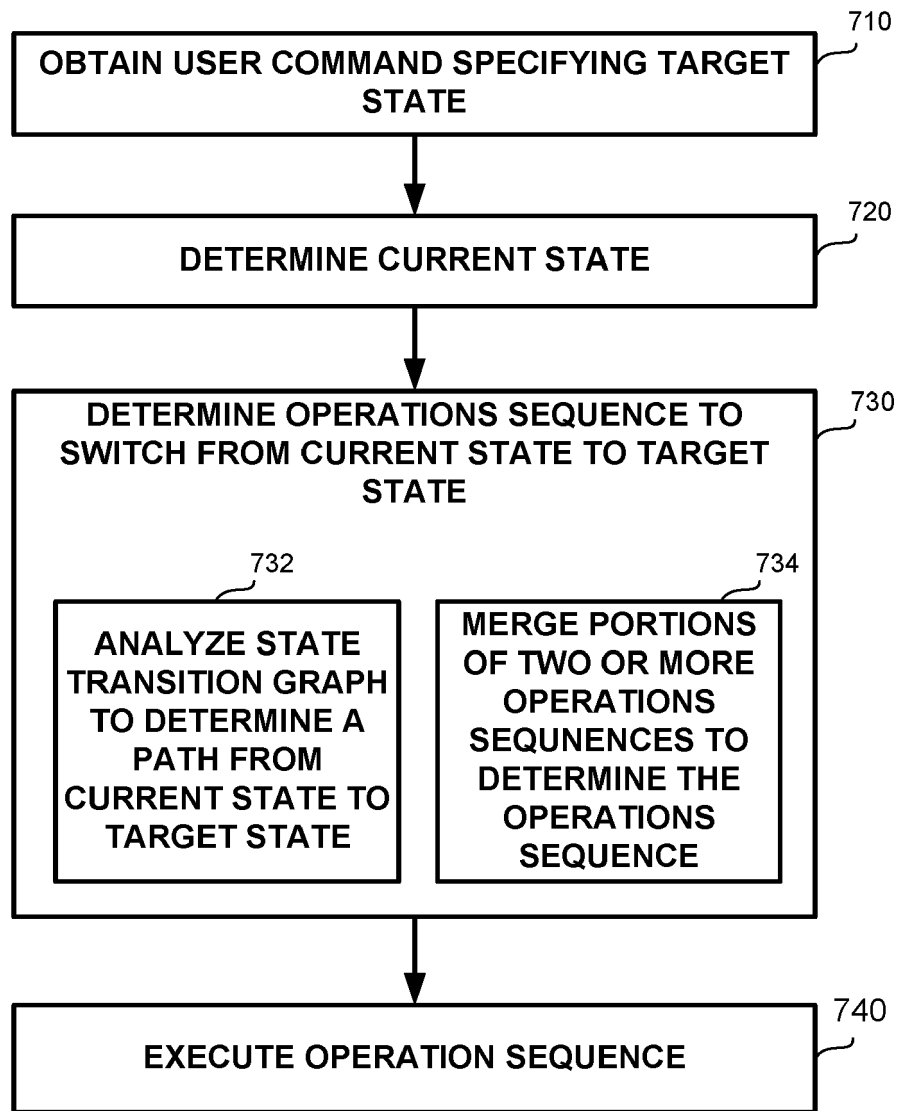 710
OBTAIN USER COMMAND SPECIFYING TARGET
STATE
720
DETERMINE CURRENT STATE
730
DETERMINE OPERATIONS SEQUENCE TO
SWITCH FROM CURRENT STATE TO TARGET
STATE
732
ANALYZE STATE
TRANSITION GRAPH
TO DETERMINE A
PATH FROM
CURRENT STATE TO
TARGET STATE
734
MERGE PORTIONS
OF TWO OR MORE
OPERATIONS
SEQUNENCES TO
DETERMINE THE
OPERATIONS
SEQUENCE
740
EXECUTE OPERATION SEQUENCE